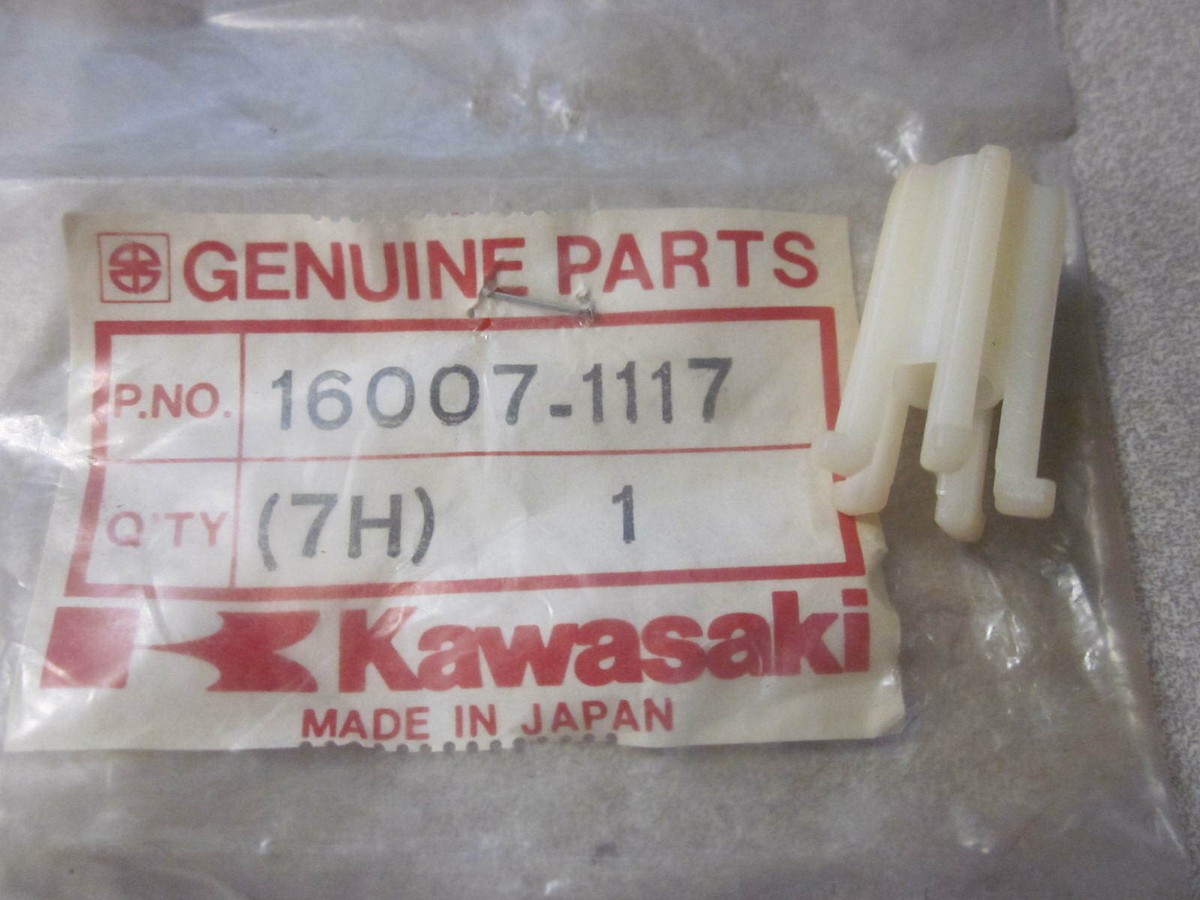 GENUINE PARTS
P.NO. 16007-1117
Q'TY (7H) 1
Kawasaki
MADE IN JAPAN